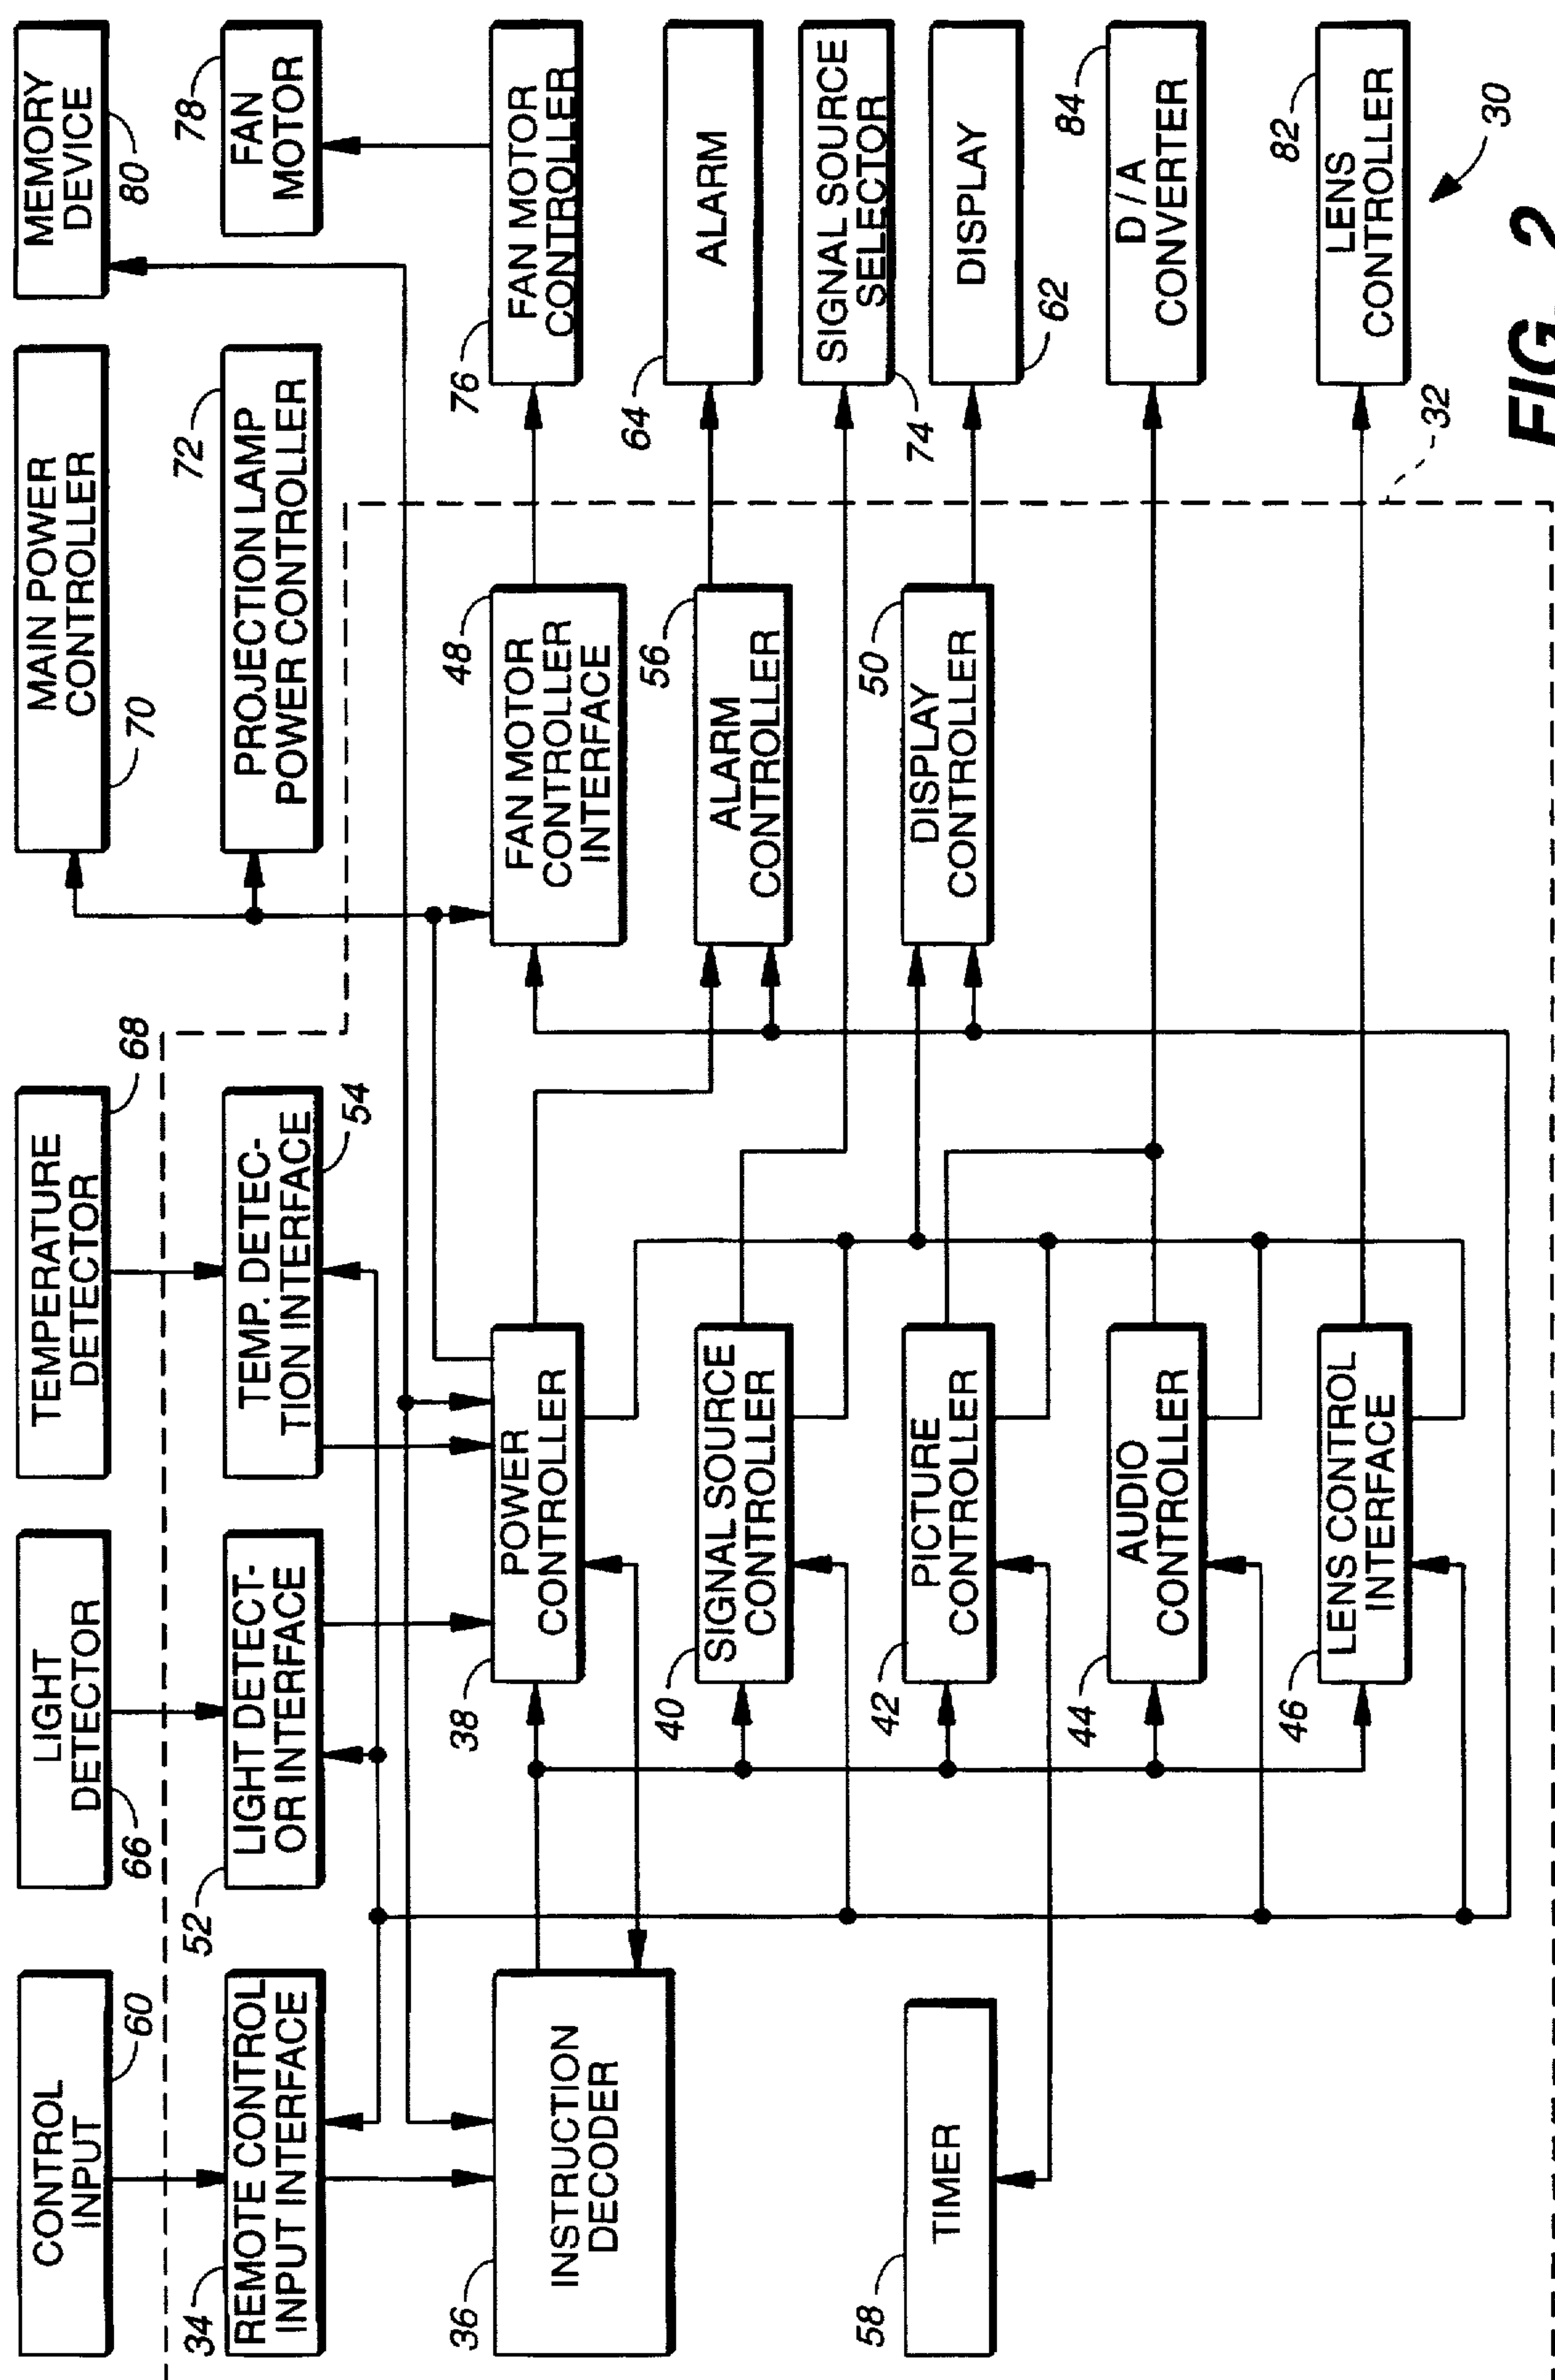 CONTROL
INPUT
60
LIGHT
DETECTOR
66
TEMPERATURE
DETECTOR
68
MAIN POWER
CONTROLLER
70
MEMORY
DEVICE
80
34
REMOTE CONTROL
INPUT INTERFACE
52
LIGHT DETECT-
OR INTERFACE
TEMP. DETEC-
TION INTERFACE
54
PROJECTION LAMP
POWER CONTROLLER
72
FAN
MOTOR
78
36
INSTRUCTION
DECODER
38
POWER
CONTROLLER
FAN MOTOR
CONTROLLER
INTERFACE
48
76
FAN MOTOR
CONTROLLER
40
SIGNAL SOURCE
CONTROLLER
ALARM
CONTROLLER
56
64
ALARM
SIGNAL SOURCE
SELECTOR
74
58
TIMER
42
PICTURE
CONTROLLER
DISPLAY
CONTROLLER
50
DISPLAY
62
44
AUDIO
CONTROLLER
D / A
CONVERTER
84
46
LENS CONTROL
INTERFACE
LENS
CONTROLLER
82
32
30
FIG. 2